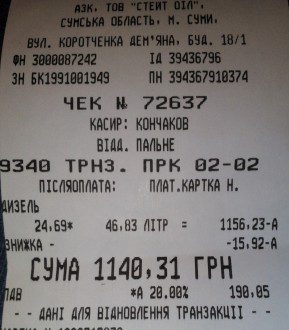 АЗК, ТОВ "СТЕЙТ ОІЛ",
СУМСЬКА ОБЛАСТЬ, М. СУМИ,
ВУЛ. КОРОТЧЕНКА ДЕМ'ЯНА, БУД. 18/1
ФН 3000087242 ІД 39436796
ЗН БК1991001949 ПН 394367910374
ЧЕК № 72637
КАСИР: КОНЧАКОВ
ВІДД. ПАЛЬНЕ
9340 ТРНЗ. ПРК 02-02
ПІСЛЯОПЛАТА: ПЛАТ.КАРТКА Н.
ДИЗЕЛЬ
24,69* 46,83 ЛІТР = 1156,23-А
ЗНИЖКА - -15,92-А
СУМА 1140,31 ГРН
ПДВ *А 20.00% 190,05
- - ДАНІ ДЛЯ ВІДНОВЛЕННЯ ТРАНЗАКЦІЇ - -